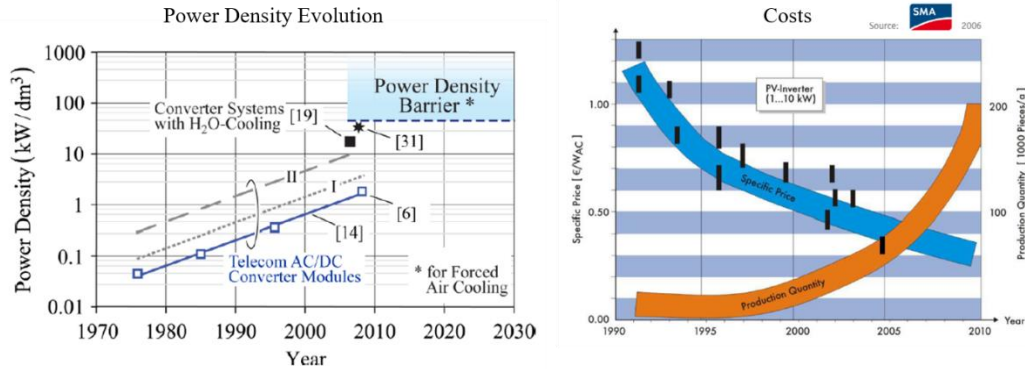 Power Density Evolution
Power Density (kW / dm³)
1000
100
10
1
0.1
0.01
Power Density
Barrier *
Converter Systems
with H₂O-Cooling
[19]
[31]
II
I
[6]
[14]
Telecom AC/DC
Converter Modules
* for Forced
Air Cooling
1970 1980 1990 2000 2010 2020 2030
Year
Costs
Source: SMA 2006
Specific Price [ €/WAC]
1.00
0.50
0.00
PV-Inverter
(1...10 kW)
Specific Price
Production Quantity
200
100
Production Quantity [ 1000 Pieces/a]
1990 1995 2000 2005 2010 Year